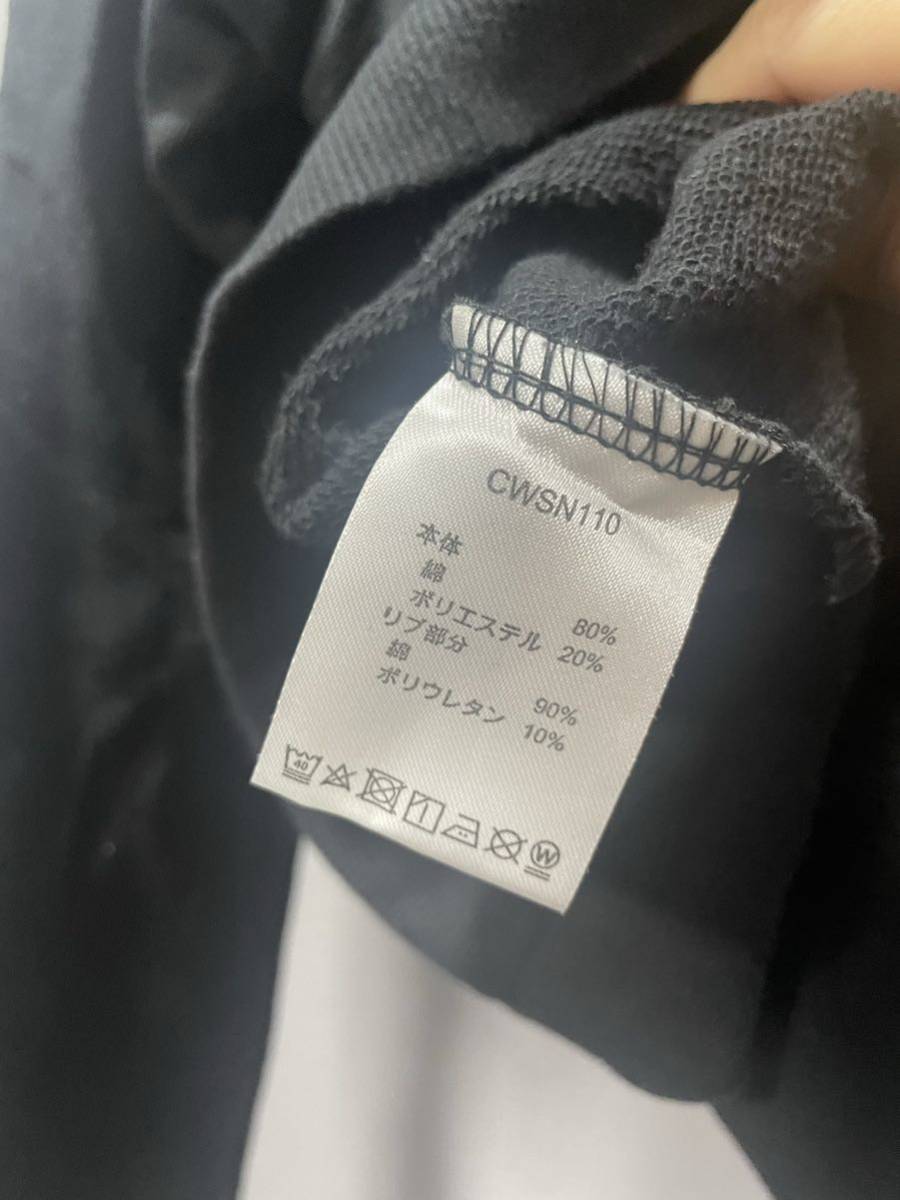 CWSN110
本体
綿 80%
ポリエステル 20%
リブ部分
綿 90%
ポリウレタン 10%
40
W